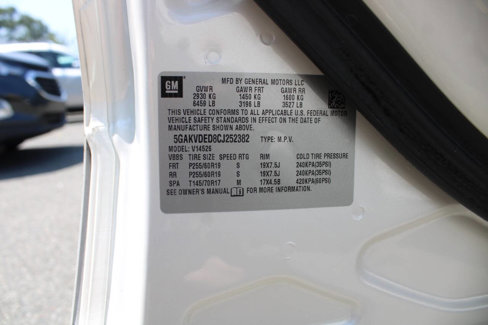 GM
MFG BY GENERAL MOTORS LLC
GVWR GAWR FRT GAWR RR
2930 KG 1450 KG 1600 KG
6459 LB 3196 LB 3527 LB
THIS VEHICLE CONFORMS TO ALL APPLICABLE U.S. FEDERAL MOTOR
VEHICLE SAFETY STANDARDS IN EFFECT ON THE DATE OF
MANUFACTURE SHOWN ABOVE.
5GAKVDED8CJ252382 TYPE: M.P.V.
MODEL: V14526
VBSS TIRE SIZE SPEED RTG RIM COLD TIRE PRESSURE
FRT P255/60R19 S 19X7.5J 240KPA(35PSI)
RR P255/60R19 S 19X7.5J 240KPA(35PSI)
SPA T145/70R17 M 17X4.5B 420KPA(60PSI)
SEE OWNER'S MANUAL FOR MORE INFORMATION.